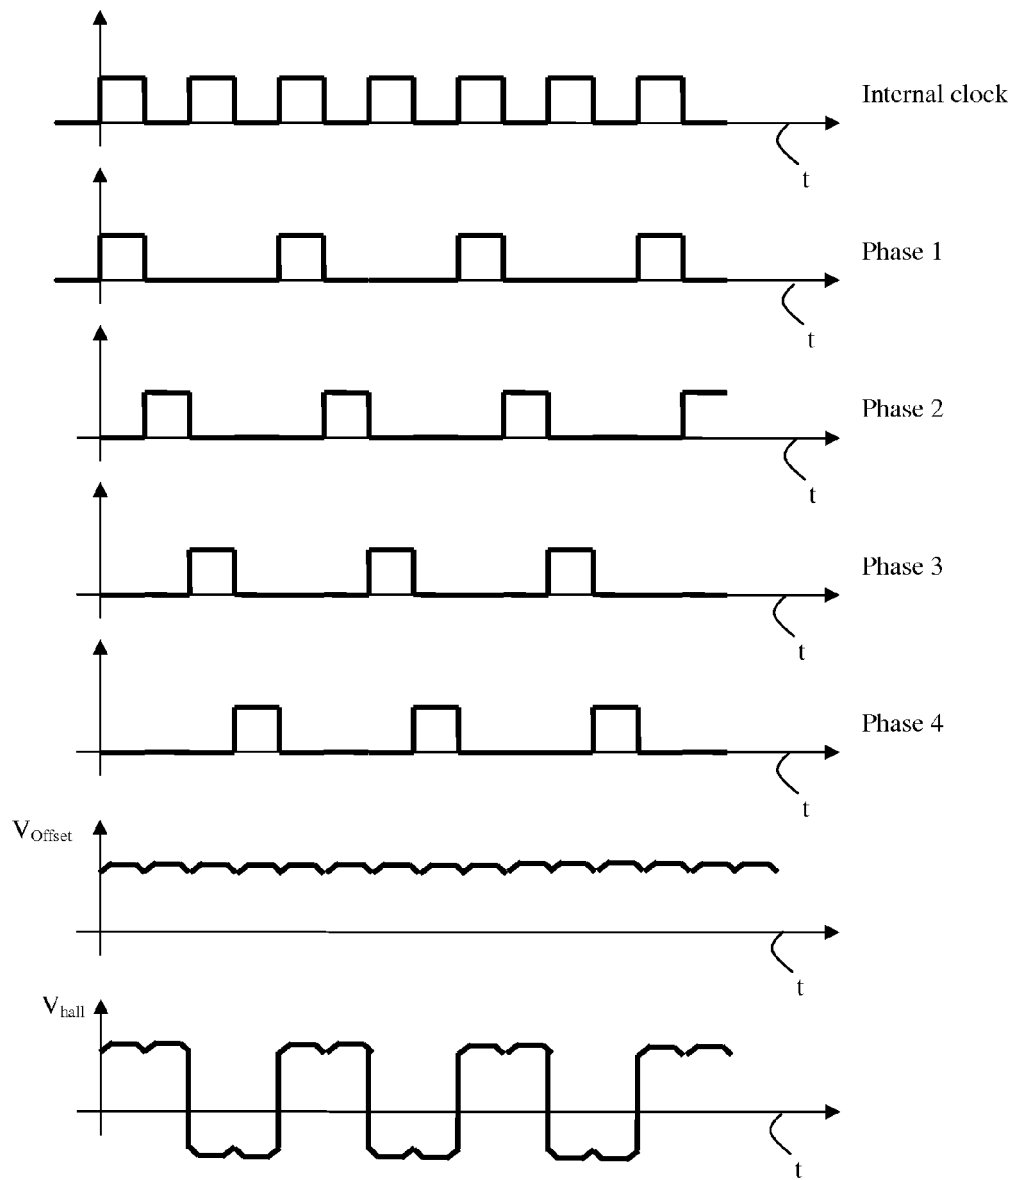 Internal clock
t
Phase 1
t
Phase 2
t
Phase 3
t
Phase 4
t
VOffset
t
Vhall
t